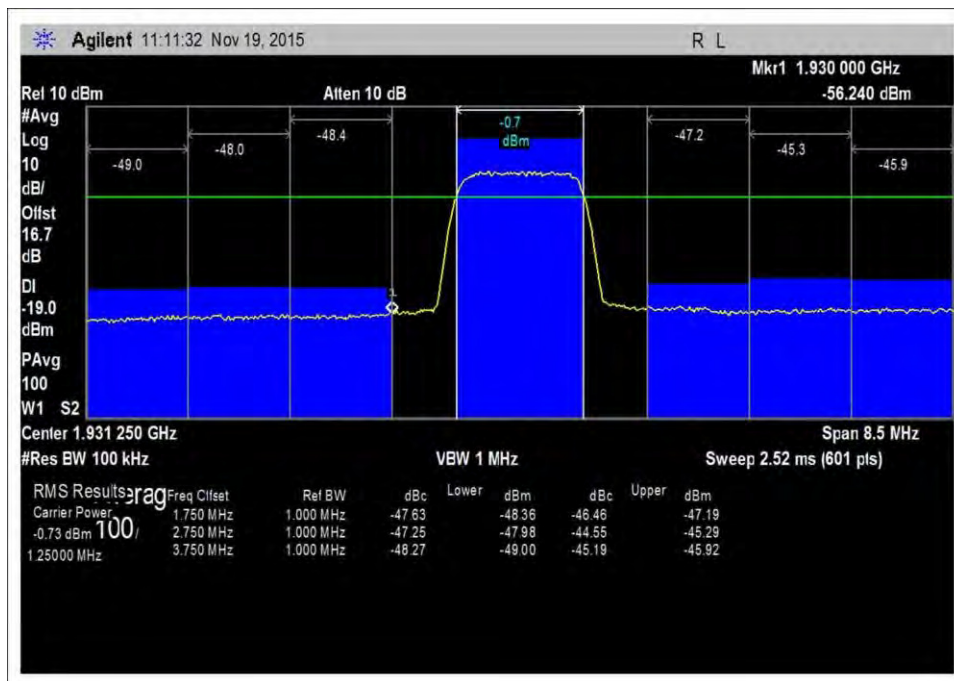 Agilent 11:11:32 Nov 19, 2015 R L
Mkr1 1.930 000 GHz
Rel 10 dBm Atten 10 dB -56.240 dBm
#Avg
Log
10
dB/
Offst
16.7
dB
DI
-19.0
dBm
PAvg
100
W1 S2
-49.0 -48.0 -48.4 -0.7 dBm -47.2 -45.3 -45.9
1
Center 1.931 250 GHz Span 8.5 MHz
#Res BW 100 kHz VBW 1 MHz Sweep 2.52 ms (601 pts)
RMS Results Freq Offset Ref BW dBc Lower dBm dBc Upper dBm
Carrier Power 1.750 MHz 1.000 MHz -47.63 -48.36 -46.46 -47.19
-0.73 dBm 100/ 2.750 MHz 1.000 MHz -47.25 -47.98 -44.55 -45.29
1.25000 MHz 3.750 MHz 1.000 MHz -48.27 -49.00 -45.19 -45.92